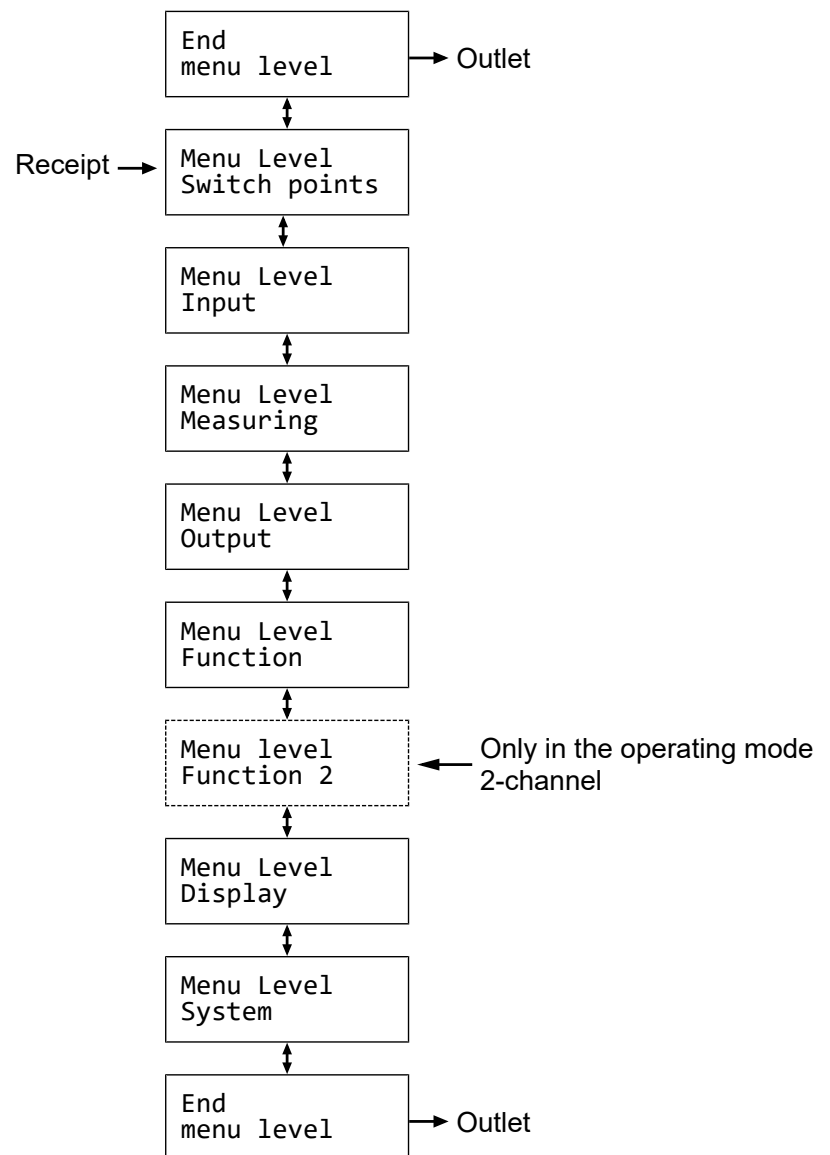 End
menu level
Outlet
Receipt
Menu Level
Switch points
Menu Level
Input
Menu Level
Measuring
Menu Level
Output
Menu Level
Function
Menu level
Function 2
Only in the operating mode
2-channel
Menu Level
Display
Menu Level
System
End
menu level
Outlet